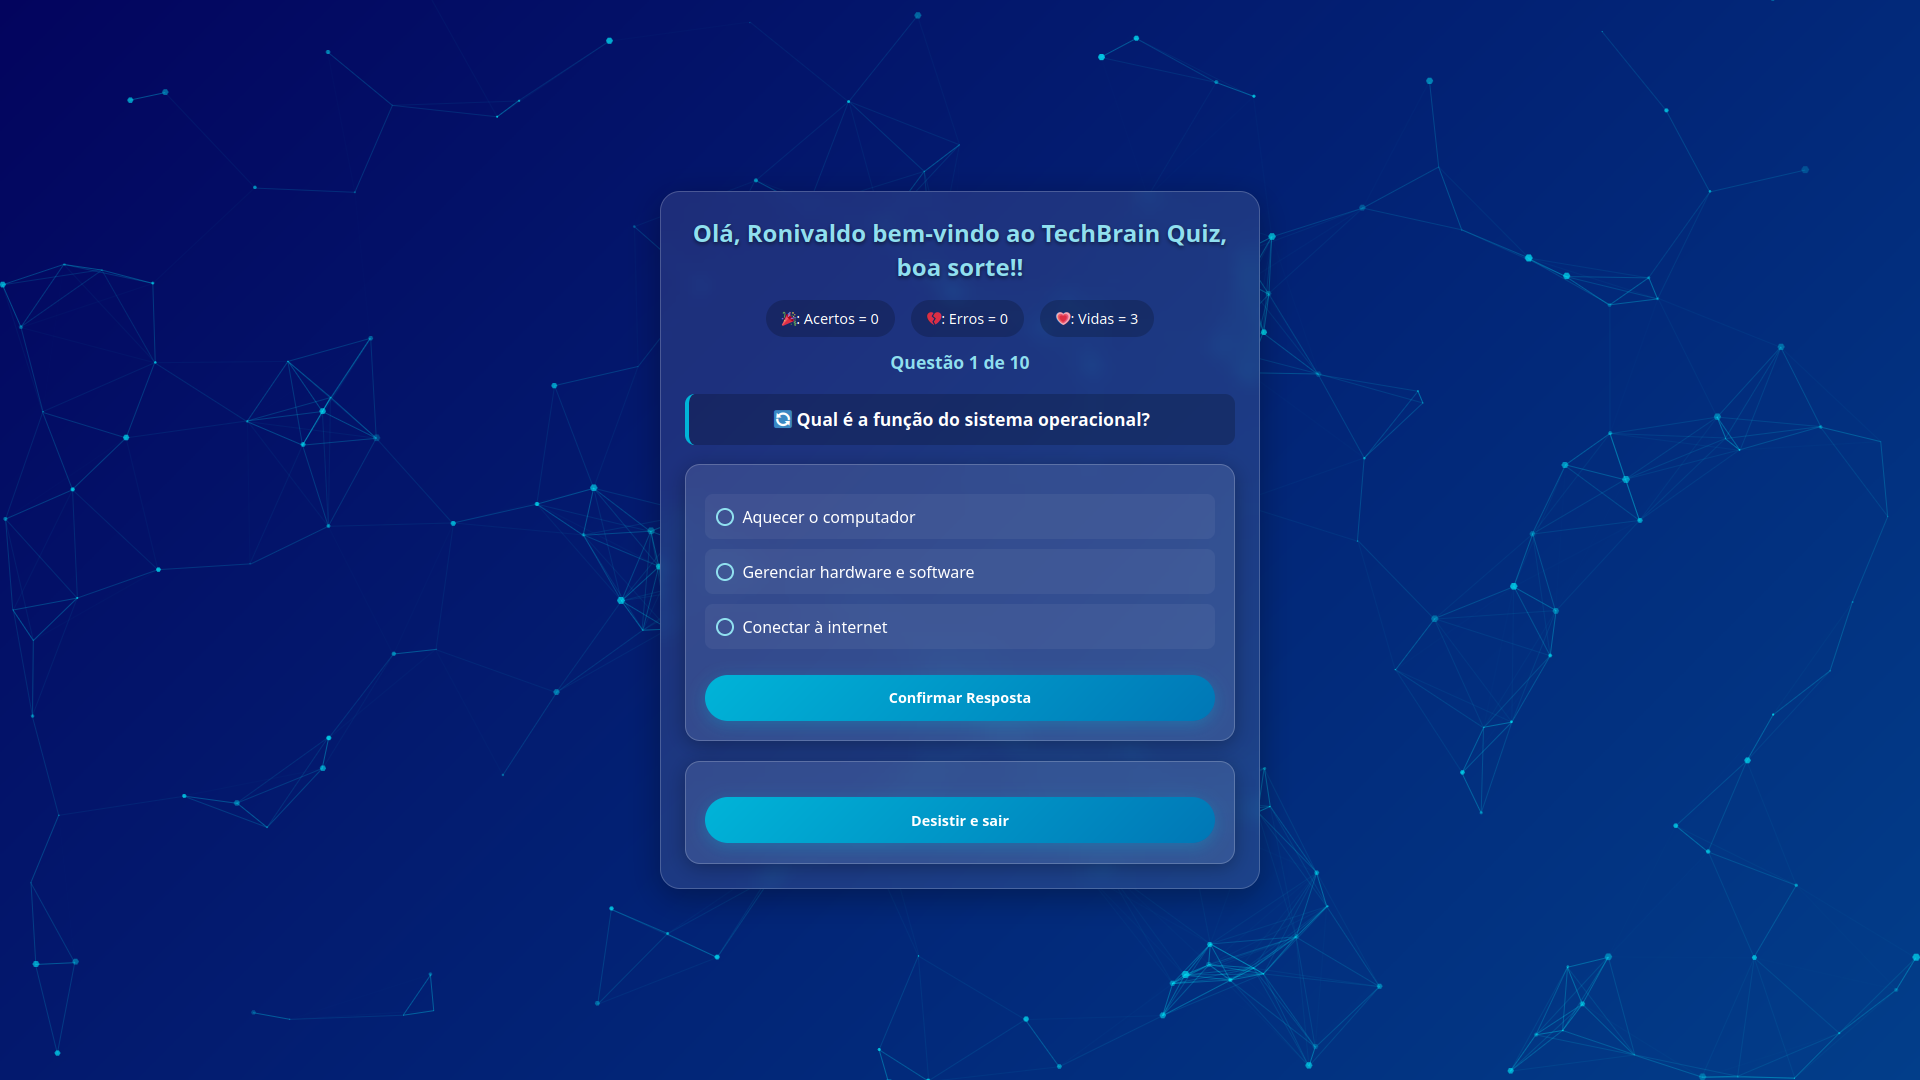 Olá, Ronivaldo bem-vindo ao TechBrain Quiz,
boa sorte!!
🎉: Acertos = 0 💔: Erros = 0 💗: Vidas = 3
Questão 1 de 10
🔄 Qual é a função do sistema operacional?
Aquecer o computador
Gerenciar hardware e software
Conectar à internet
Confirmar Resposta
Desistir e sair